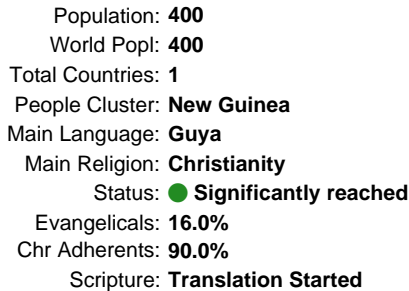 Population: 400
World Popl: 400
Total Countries: 1
People Cluster: New Guinea
Main Language: Guya
Main Religion: Christianity
Status: Significantly reached
Evangelicals: 16.0%
Chr Adherents: 90.0%
Scripture: Translation Started